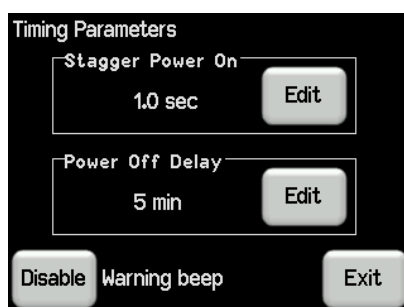 Timing Parameters
Stagger Power On
1.0 sec
Edit
Power Off Delay
5 min
Edit
Disable Warning beep
Exit